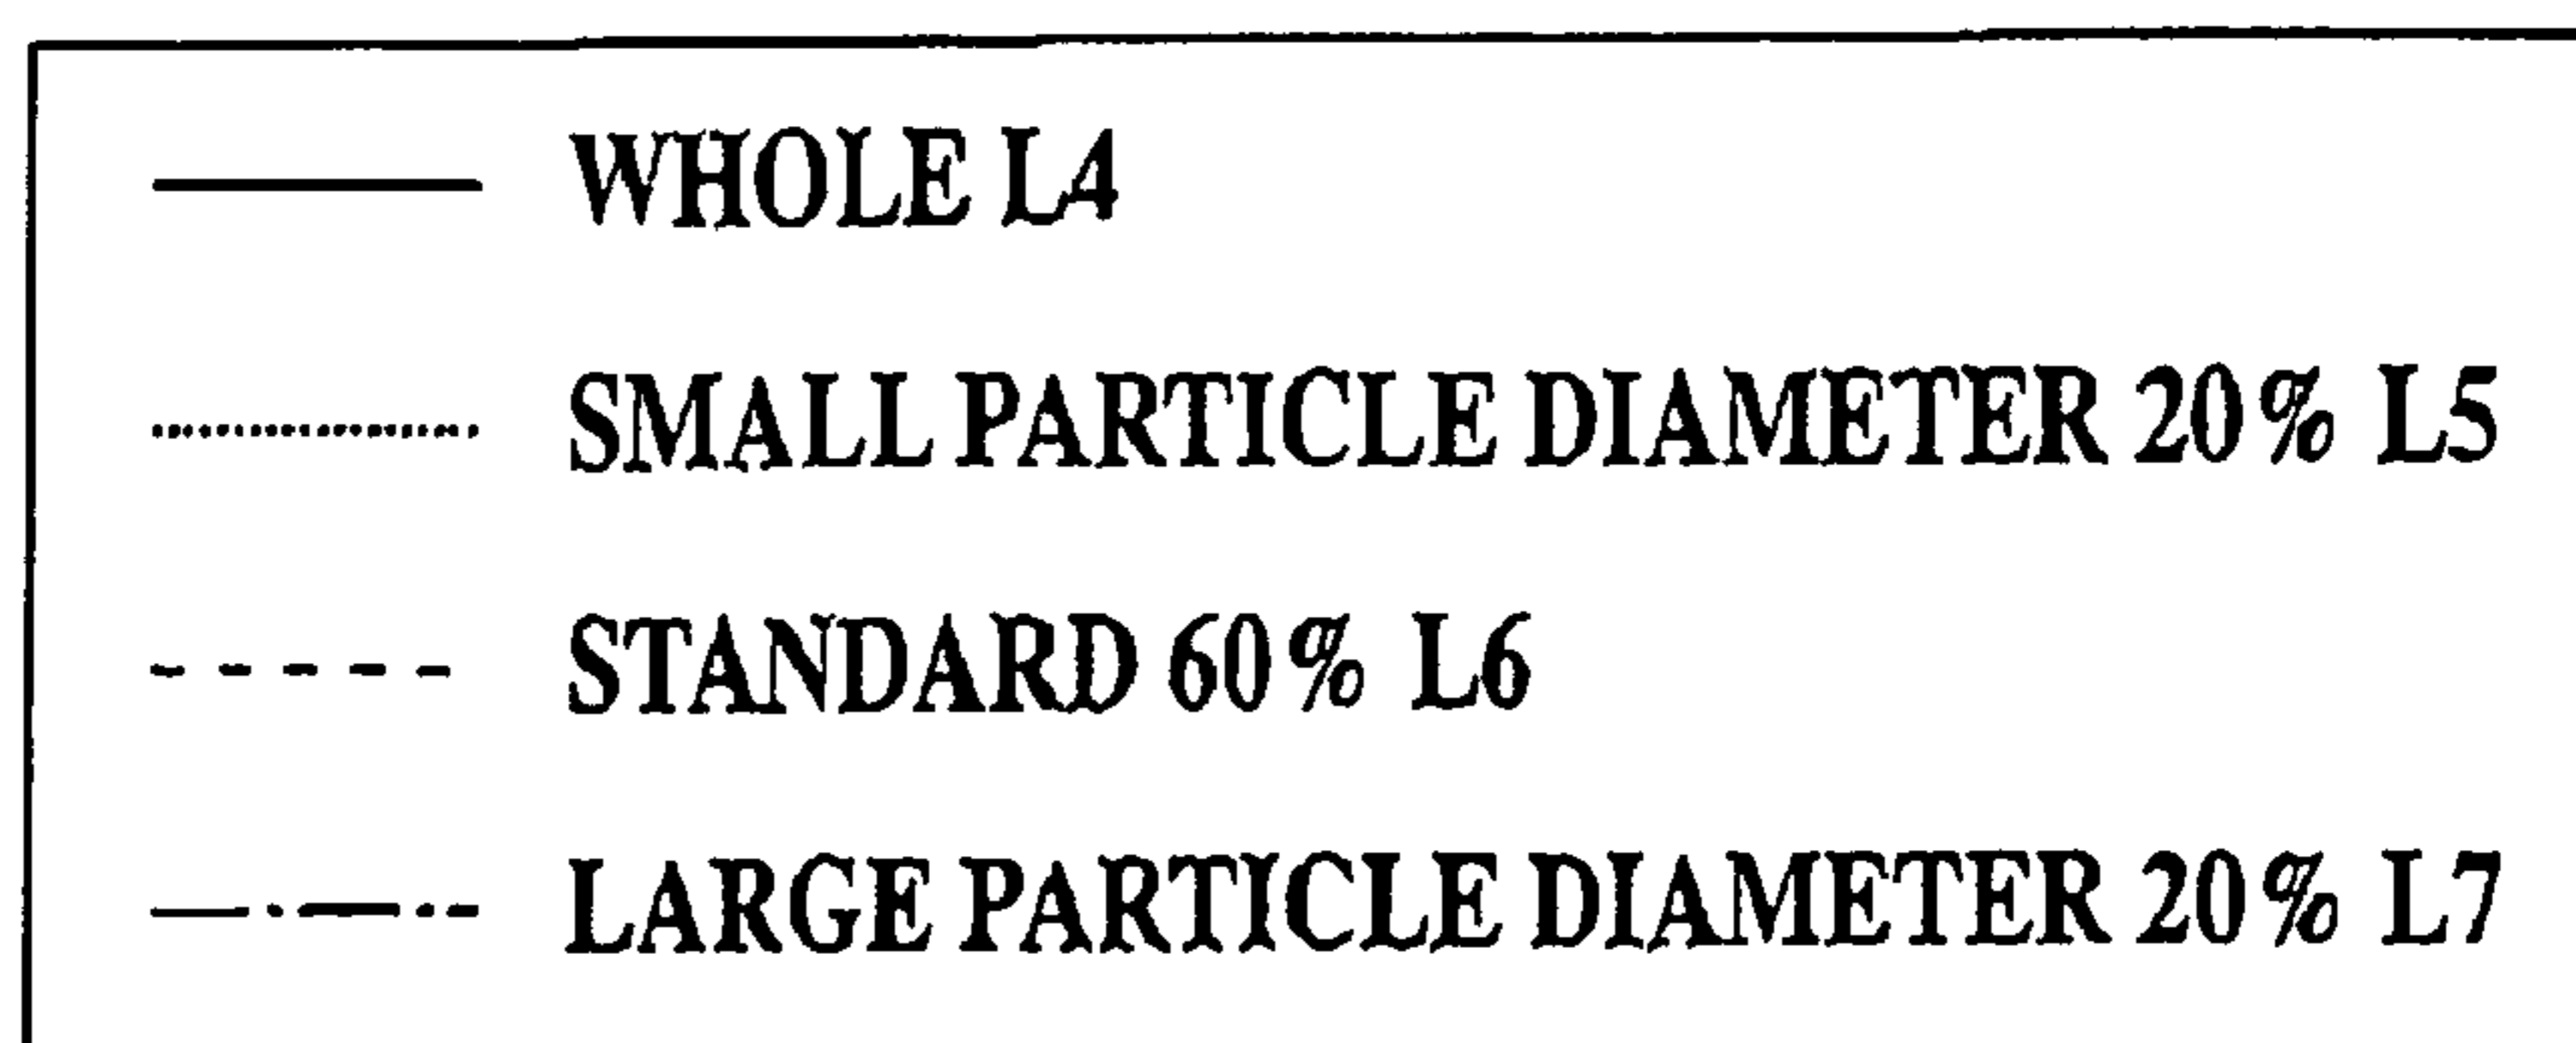 WHOLE L4
SMALL PARTICLE DIAMETER 20% L5
STANDARD 60% L6
LARGE PARTICLE DIAMETER 20% L7